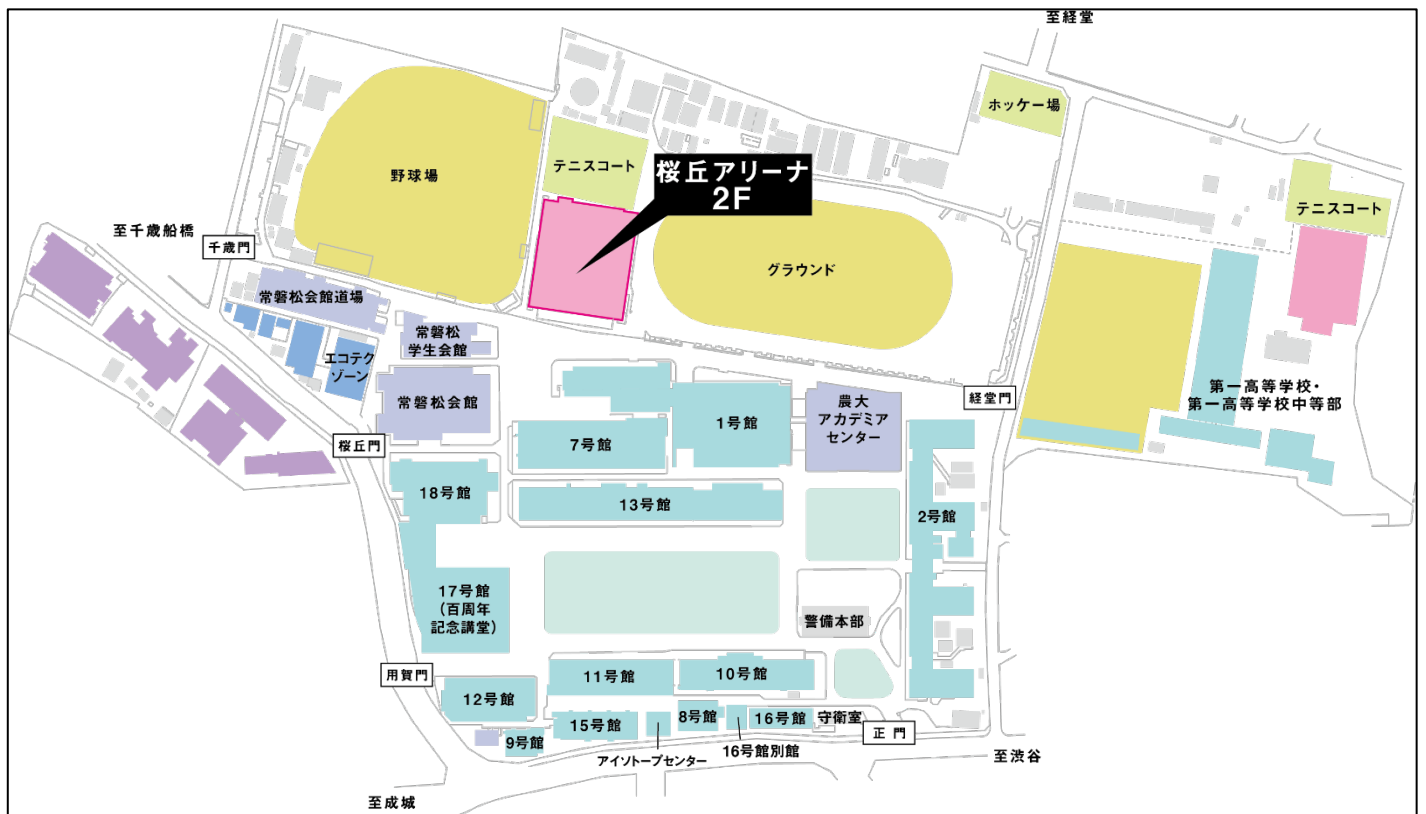 至経堂
ホッケー場
テニスコート
桜丘アリーナ
2F
野球場
テニスコート
至千歳船橋
千歳門
グラウンド
常磐松会館道場
常磐松
学生会館
エコテク
ゾーン
常磐松会館
経堂門
第一高等学校・
第一高等学校中等部
農大
アカデミア
センター
1号館
7号館
桜丘門
18号館
13号館
2号館
17号館
(百周年
記念講堂)
警備本部
用賀門
11号館
10号館
12号館
15号館
8号館
16号館
守衛室
正門
9号館
16号館別館
アイソトープセンター
至渋谷
至成城